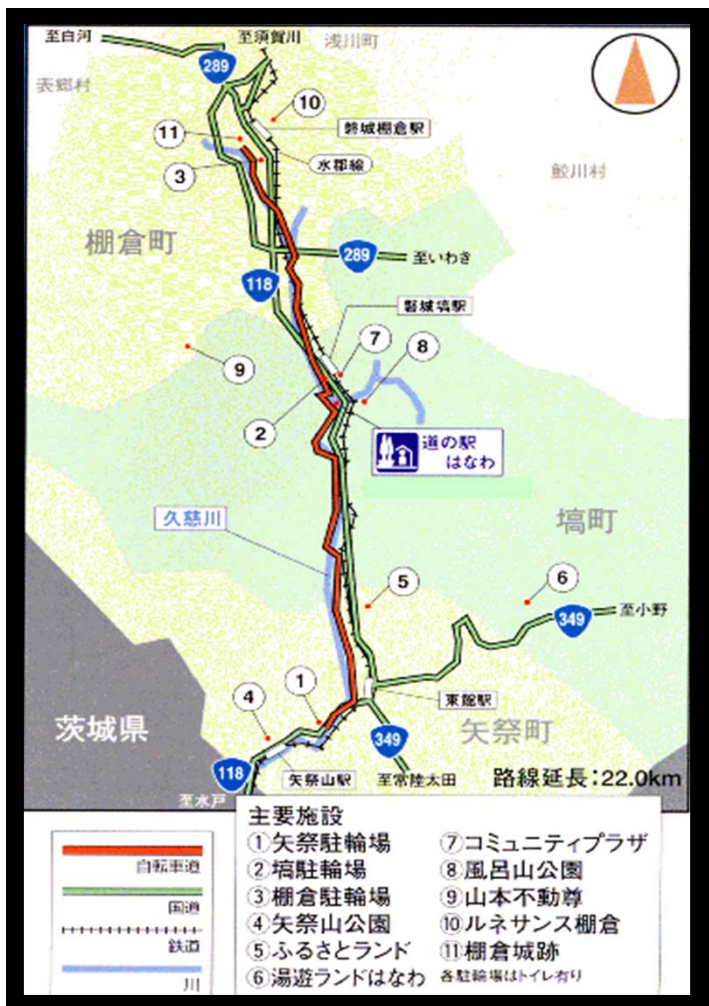 至白河
至須賀川
浅川町
289
表郷村
10
11
磐城棚倉駅
水郡線
3
鮫川村
棚倉町
289
至いわき
118
磐城塙駅
7
9
8
2
道の駅
はなわ
久慈川
塙町
5
6
至小野
349
1
4
東館駅
茨城県
矢祭町
349
118
矢祭山駅
至常陸太田
路線延長:22.0km
至水戸
自転車道
国道
鉄道
川
主要施設
①矢祭駐輪場
②塙駐輪場
③棚倉駐輪場
④矢祭山公園
⑤ふるさとランド
⑥湯遊ランドはなわ
⑦コミュニティプラザ
⑧風呂山公園
⑨山本不動尊
⑩ルネサンス棚倉
⑪棚倉城跡
各駐輪場はトイレ有り